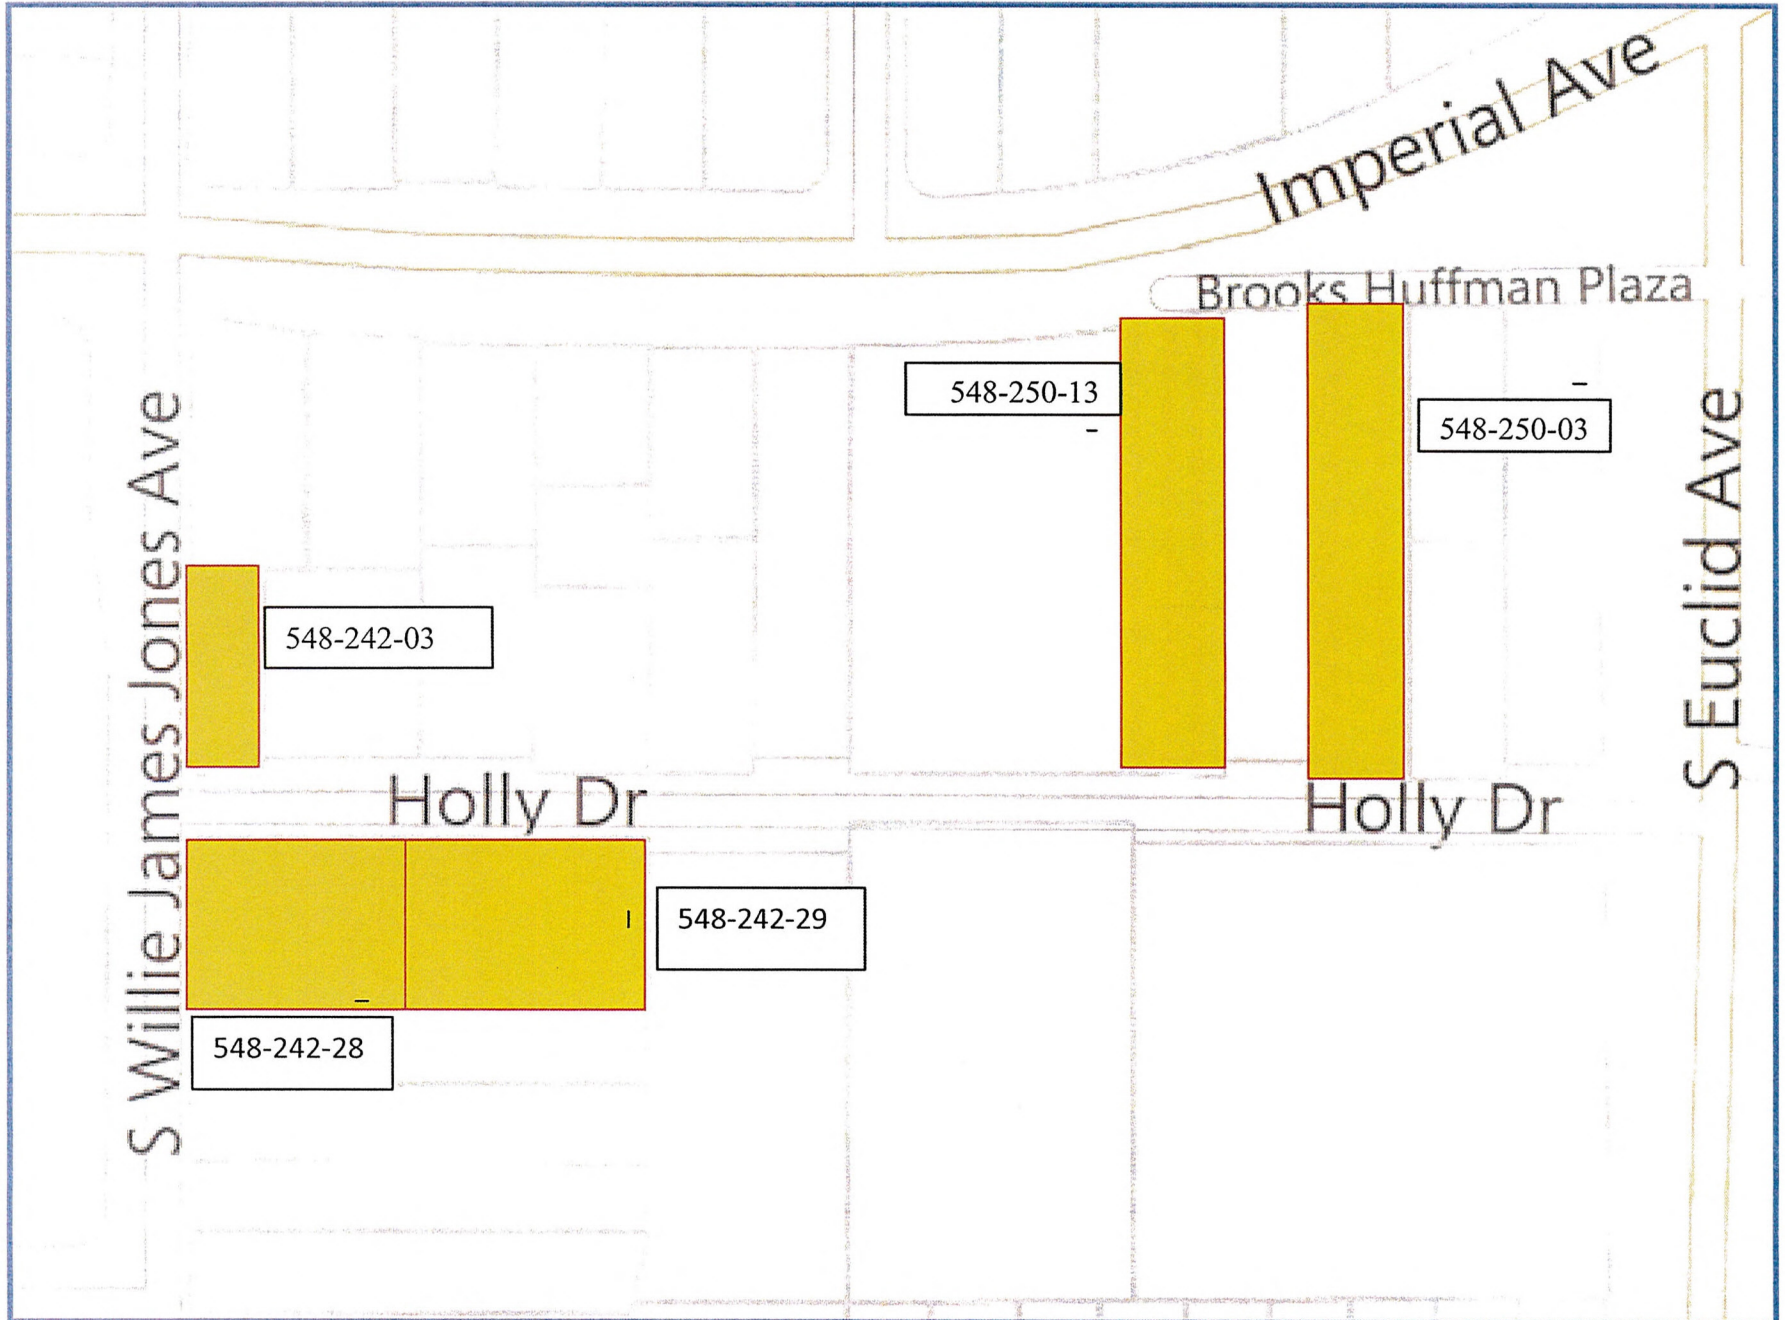 Imperial Ave
Brooks Huffman Plaza
548-250-13
548-250-03
S Willie James Jones Ave
S Euclid Ave
548-242-03
Holly Dr
Holly Dr
548-242-29
548-242-28